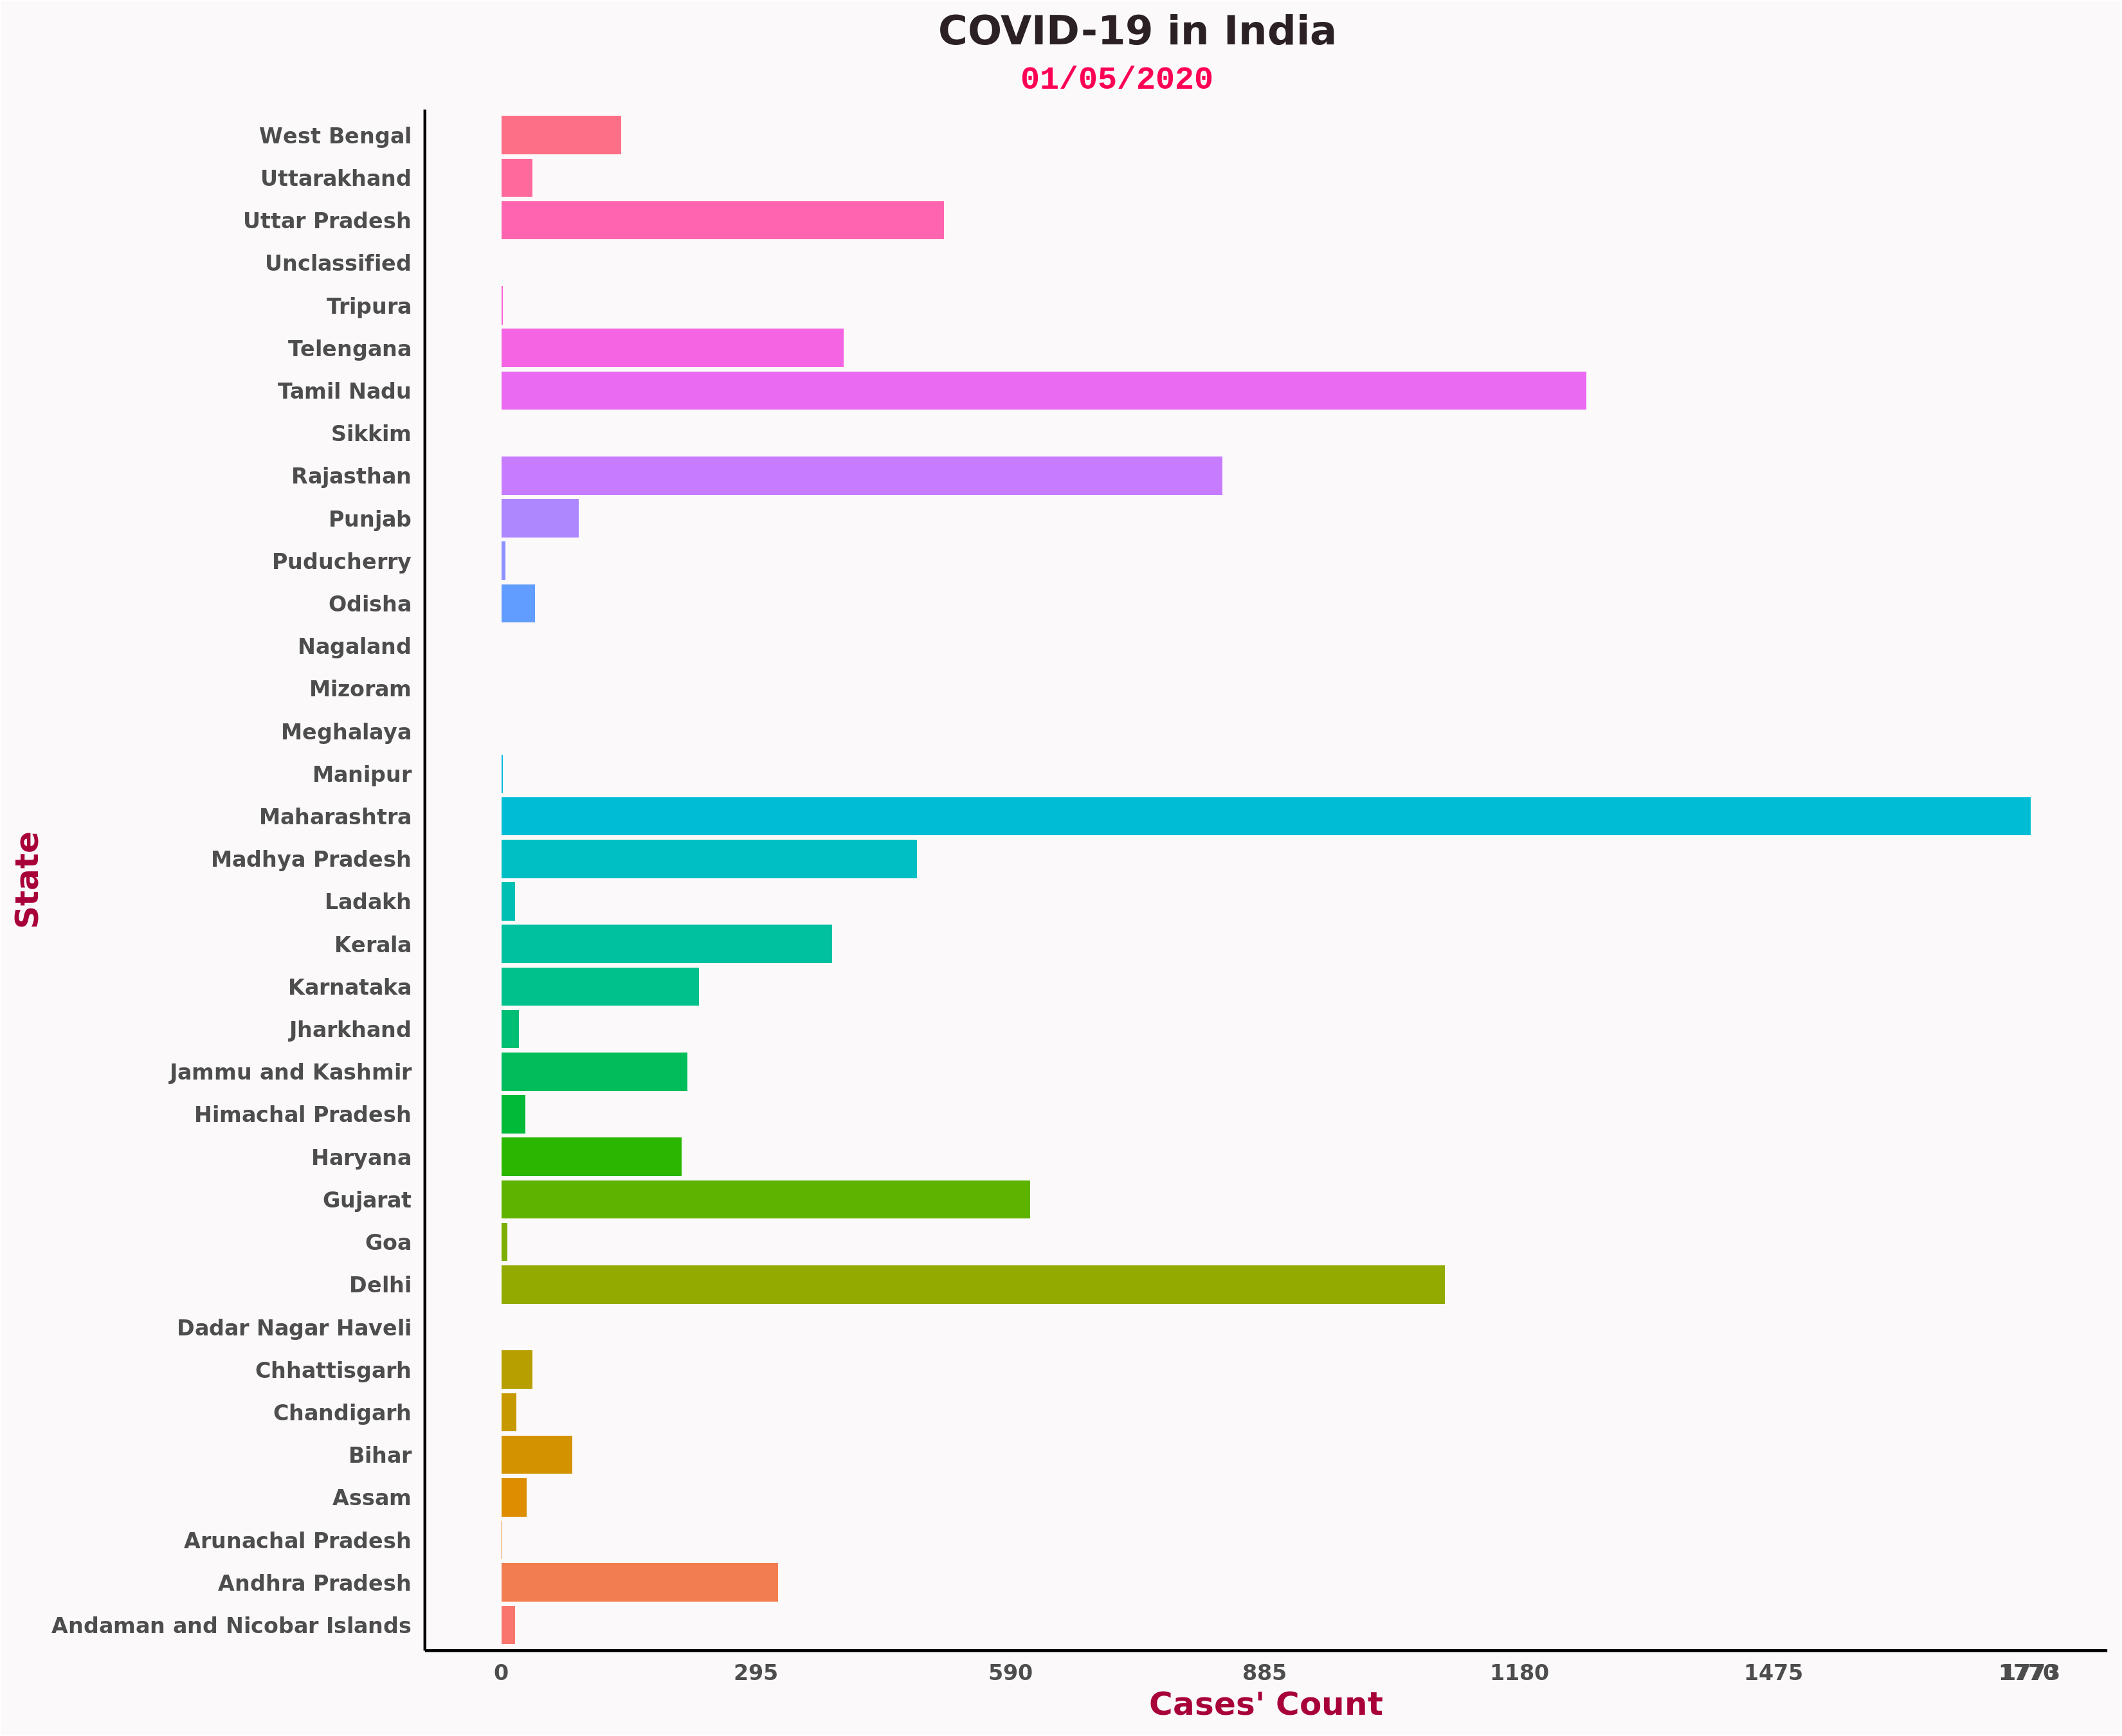 COVID-19 in India
01/05/2020
West Bengal
Uttarakhand
Uttar Pradesh
Unclassified
Tripura
Telengana
Tamil Nadu
Sikkim
Rajasthan
Punjab
Puducherry
Odisha
Nagaland
Mizoram
Meghalaya
Manipur
Maharashtra
Madhya Pradesh
Ladakh
Kerala
Karnataka
Jharkhand
Jammu and Kashmir
Himachal Pradesh
Haryana
Gujarat
Goa
Delhi
Dadar Nagar Haveli
Chhattisgarh
Chandigarh
Bihar
Assam
Arunachal Pradesh
Andhra Pradesh
Andaman and Nicobar Islands
State
0 295 590 885 1180 1475
Cases' Count